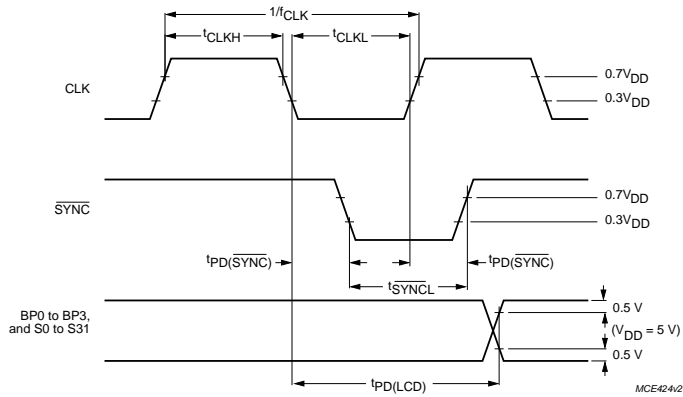 1/fCLK
tCLKH
tCLKL
CLK
0.7VDD
0.3VDD
SYNC
0.7VDD
0.3VDD
tPD(SYNC)
tPD(SYNC)
tSYNCL
BP0 to BP3,
and S0 to S31
0.5 V
(VDD = 5 V)
0.5 V
tPD(LCD)
MCE424v2